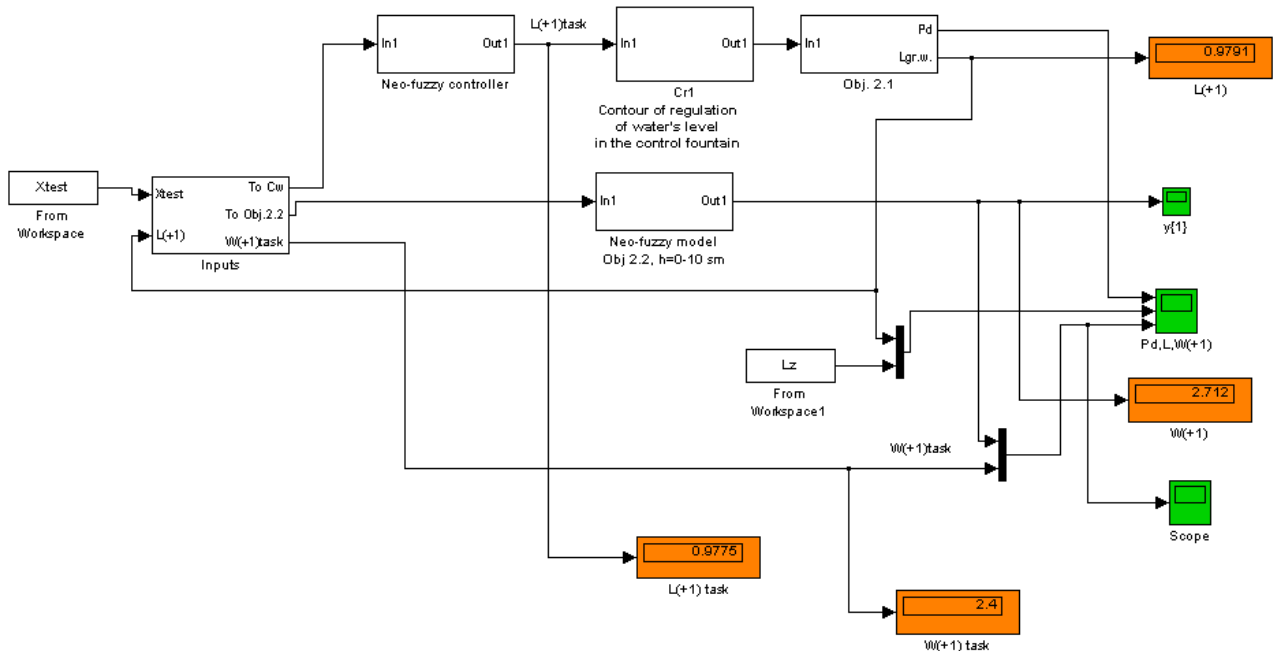 L(+1)task
In1
Out1
Neo-fuzzy controller
In1
Out1
Cr1
Contour of regulation
of water's level
in the control fountain
In1
Pd
Lgr.w.
Obj. 2.1
0.9791
L(+1)
Xtest
From
Workspace
Xtest
L(+1)
To Cw
To Obj.2.2
W(+1)task
Inputs
In1
Out1
Neo-fuzzy model
Obj 2.2, h=0-10 sm
y{1}
Pd,L,W(+1)
Lz
From
Workspace1
2.712
W(+1)
W(+1)task
Scope
0.9775
L(+1) task
2.4
W(+1) task